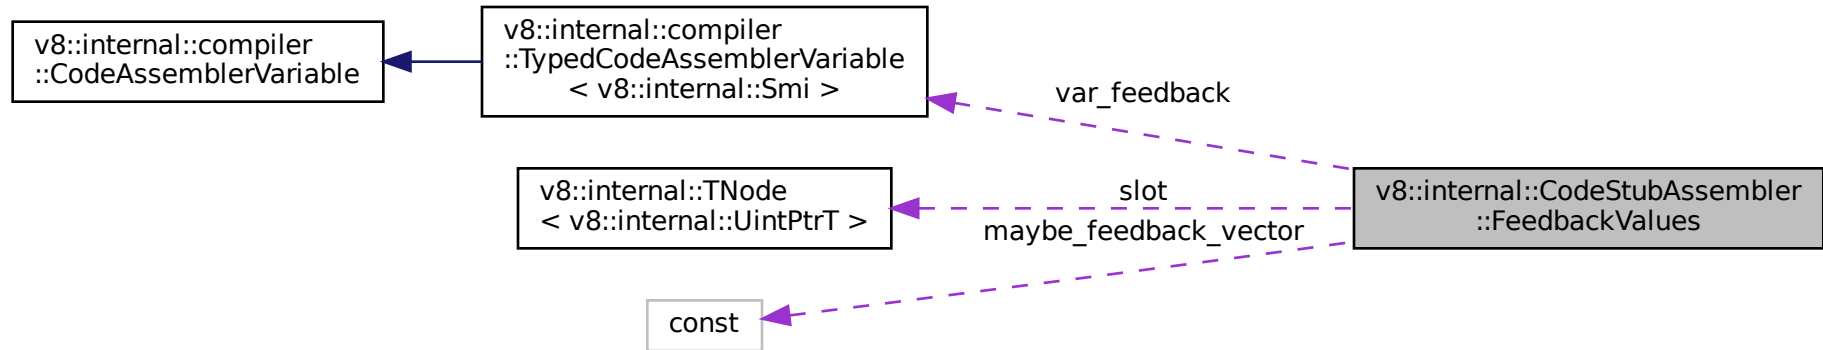 v8::internal::compiler
::CodeAssemblerVariable
v8::internal::compiler
::TypedCodeAssemblerVariable
< v8::internal::Smi >
var_feedback
v8::internal::TNode
< v8::internal::UintPtrT >
slot
maybe_feedback_vector
v8::internal::CodeStubAssembler
::FeedbackValues
const